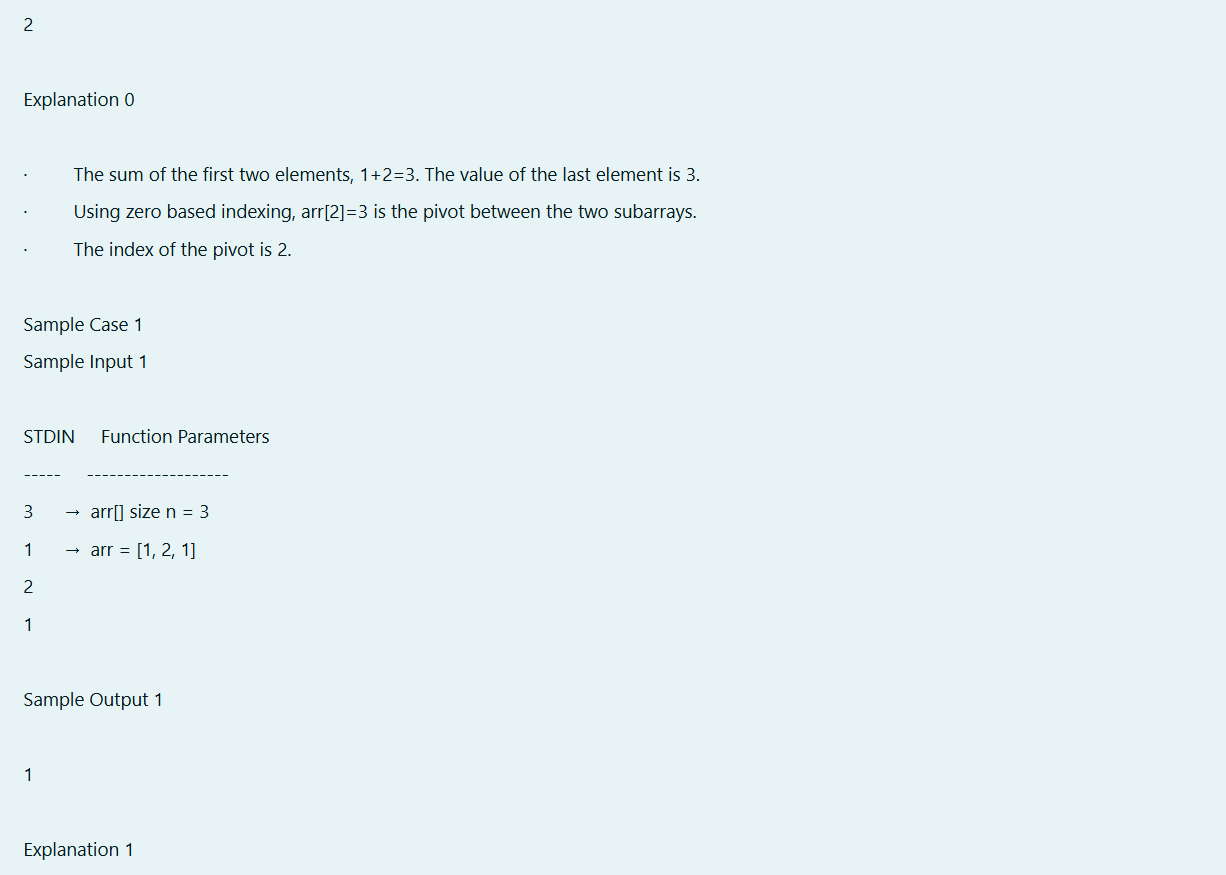 2
Explanation 0
· The sum of the first two elements, 1+2=3. The value of the last element is 3.
· Using zero based indexing, arr[2]=3 is the pivot between the two subarrays.
· The index of the pivot is 2.
Sample Case 1
Sample Input 1
STDIN Function Parameters
----- -------------------
3 → arr[] size n = 3
1 → arr = [1, 2, 1]
2
1
Sample Output 1
1
Explanation 1